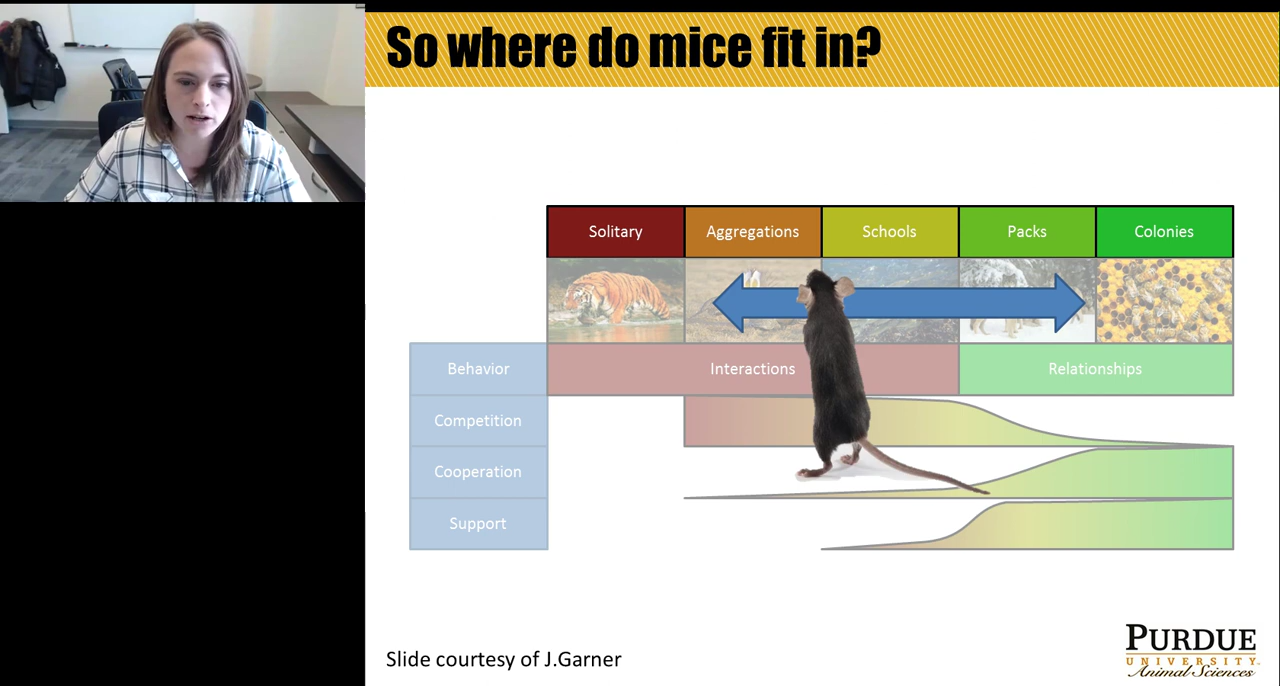 So where do mice fit in?
Solitary
Aggregations
Schools
Packs
Colonies
Behavior
Interactions
Relationships
Competition
Cooperation
Support
Slide courtesy of J.Garner
PURDUE
UNIVERSITY
Animal Sciences